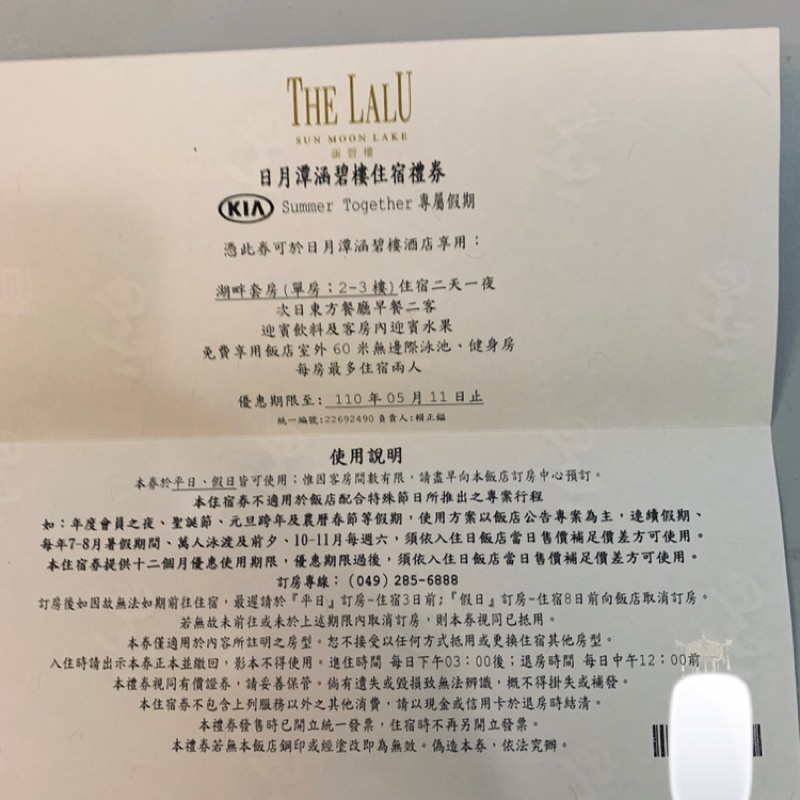 THE LALU
SUN MOON LAKE
涵碧樓
日月潭涵碧樓住宿禮券
KIA Summer Together 專屬假期
憑此券可於日月潭涵碧樓酒店享用：
湖畔套房(單房；2-3樓)住宿二天一夜
次日東方餐廳早餐二客
迎賓飲料及客房內迎賓水果
免費享用飯店室外60米無邊際泳池、健身房
每房最多住宿兩人
優惠期限至: 110年05月11日止
統一編號:22692490 負責人:賴正鎰
使用說明
本券於平日、假日皆可使用；惟因客房間數有限，請盡早向本飯店訂房中心預訂。
本住宿券不適用於飯店配合特殊節日所推出之專案行程
如：年度會員之夜、聖誕節、元旦跨年及農曆春節等假期，使用方案以飯店公告專案為主，連續假期、
每年7-8月暑假期間、萬人泳渡及前夕、10-11月每週六，須依入住日飯店當日售價補足價差方可使用。
本住宿券提供十二個月優惠使用期限，優惠期限過後，須依入住日飯店當日售價補足價差方可使用。
訂房專線：(049)285-6888
訂房後如因故無法如期前往住宿，最遲請於『平日』訂房-住宿3日前;『假日』訂房-住宿8日前向飯店取消訂房。
若無故未前往或未於上述期限內取消訂房，則本券視同已抵用。
本券僅適用於內容所註明之房型。恕不接受以任何方式抵用或更換住宿其他房型。
入住時請出示本券正本並繳回，影本不得使用。進住時間 每日下午03：00後；退房時間 每日中午12：00前
本禮券視同有價證券，請妥善保管。倘有遺失或毀損致無法辨識，概不得掛失或補發。
本住宿券不包含上列服務以外之其他消費，請以現金或信用卡於退房時結清。
本禮券發售時已開立統一發票，住宿時不再另開立發票。
本禮券若無本飯店鋼印或經塗改即為無效。偽造本券，依法究辦。